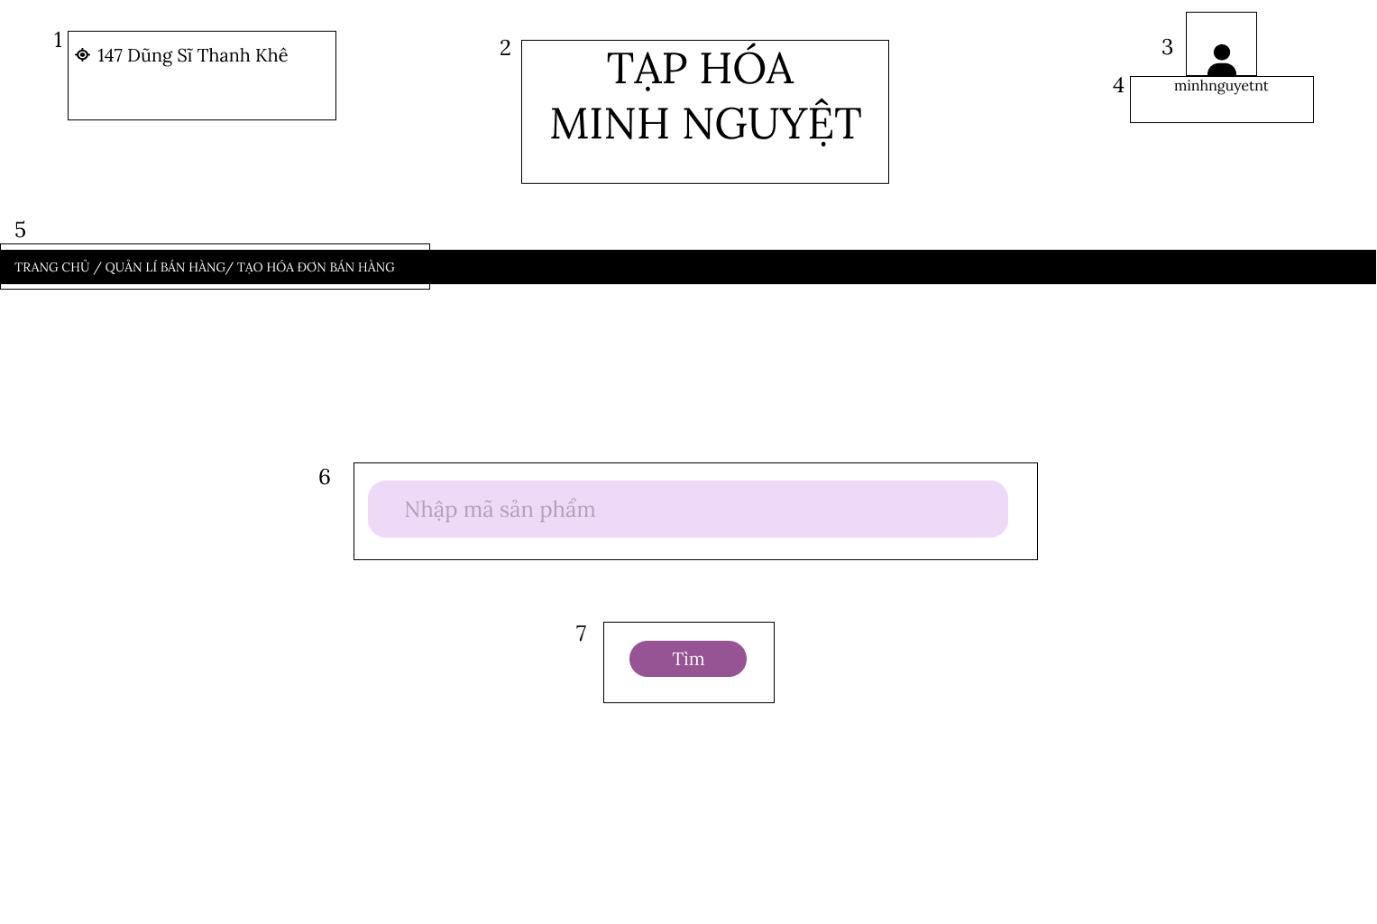 1
147 Dũng Sĩ Thanh Khê
2
TẠP HÓA
MINH NGUYỆT
3
4
minhnguyetnt
5
TRANG CHỦ / QUẢN LÍ BÁN HÀNG/ TẠO HÓA ĐƠN BÁN HÀNG
6
Nhập mã sản phẩm
7
Tìm